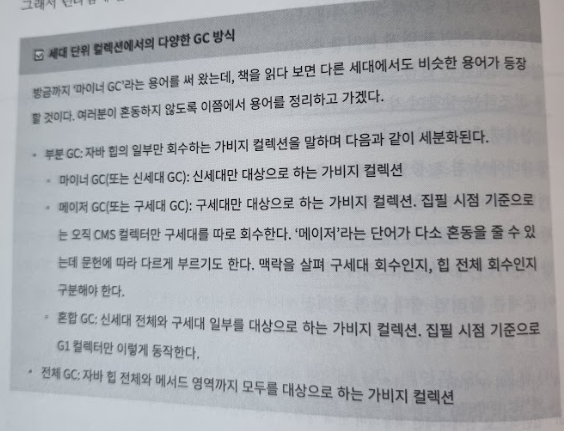 그래서
☑ 세대 단위 컬렉션에서의 다양한 GC 방식
방금까지 '마이너 GC'라는 용어를 써 왔는데, 책을 읽다 보면 다른 세대에서도 비슷한 용어가 등장
할 것이다. 여러분이 혼동하지 않도록 이쯤에서 용어를 정리하고 가겠다.
• 부분 GC: 자바 힙의 일부만 회수하는 가비지 컬렉션을 말하며 다음과 같이 세분화된다.
• 마이너 GC(또는 신세대 GC): 신세대만 대상으로 하는 가비지 컬렉션
• 메이저 GC(또는 구세대 GC): 구세대만 대상으로 하는 가비지 컬렉션. 집필 시점 기준으로
는 오직 CMS 컬렉터만 구세대를 따로 회수한다. '메이저'라는 단어가 다소 혼동을 줄 수 있
는데 문헌에 따라 다르게 부르기도 한다. 맥락을 살펴 구세대 회수인지, 힙 전체 회수인지
구분해야 한다.
• 혼합 GC: 신세대 전체와 구세대 일부를 대상으로 하는 가비지 컬렉션. 집필 시점 기준으로
G1 컬렉터만 이렇게 동작한다.
• 전체 GC: 자바 힙 전체와 메서드 영역까지 모두를 대상으로 하는 가비지 컬렉션